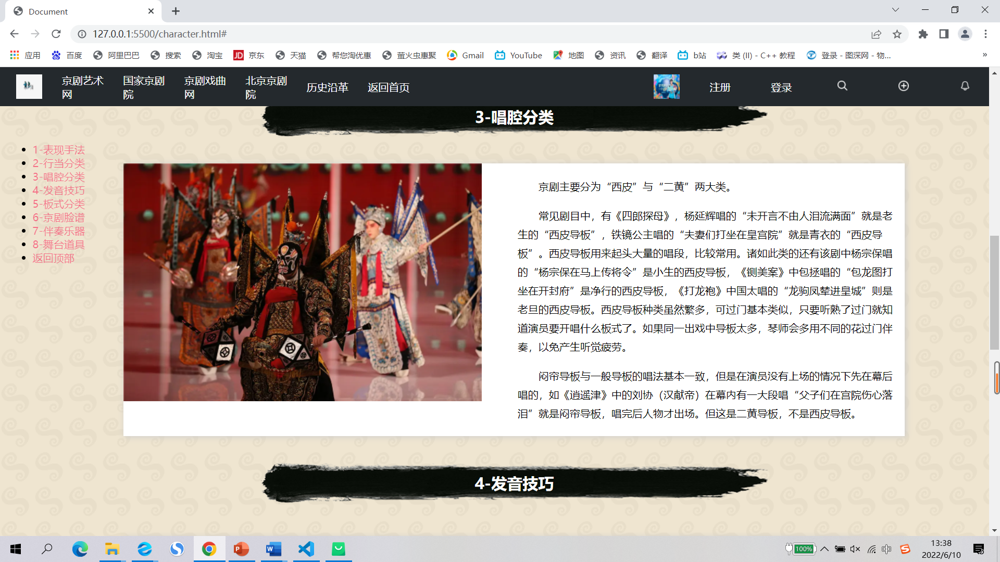 Document
127.0.0.1:5500/character.html#
应用
百度
阿里巴巴
搜索
淘宝
JD
京东
天猫
帮您淘优惠
萤火虫惠聚
Gmail
YouTube
地图
资讯
翻译
b站
类 (II) - C++ 教程
登录 - 图深网 - 物...
»
京剧艺术
网
国家京剧
院
京剧戏曲
网
北京京剧
院
历史沿革
返回首页
注册
登录
3-唱腔分类
1-表现手法
2-行当分类
3-唱腔分类
4-发音技巧
5-板式分类
6-京剧脸谱
7-伴奏乐器
8-舞台道具
返回顶部
京剧主要分为“西皮”与“二黄”两大类。
常见剧目中，有《四郎探母》，杨延辉唱的“未开言不由人泪流满面”就是老
生的“西皮导板”，铁镜公主唱的“夫妻们打坐在皇宫院”就是青衣的“西皮导
板”。西皮导板用来起头大量的唱段，比较常用。诸如此类的还有该剧中杨宗保唱
的“杨宗保在马上传将令”是小生的西皮导板，《铡美案》中包拯唱的“包龙图打
坐在开封府”是净行的西皮导板，《打龙袍》中国太唱的“龙驹凤辇进皇城”则是
老旦的西皮导板。西皮导板种类虽然繁多，可过门基本类似，只要听熟了过门就知
道演员要开唱什么板式了。如果同一出戏中导板太多，琴师会多用不同的花过门伴
奏，以免产生听觉疲劳。
闷帘导板与一般导板的唱法基本一致，但是在演员没有上场的情况下先在幕后
唱的，如《逍遥津》中的刘协（汉献帝）在幕内有一大段唱“父子们在宫院伤心落
泪”就是闷帘导板，唱完后人物才出场。但这是二黄导板，不是西皮导板。
4-发音技巧
100%
中
13:38
2022/6/10